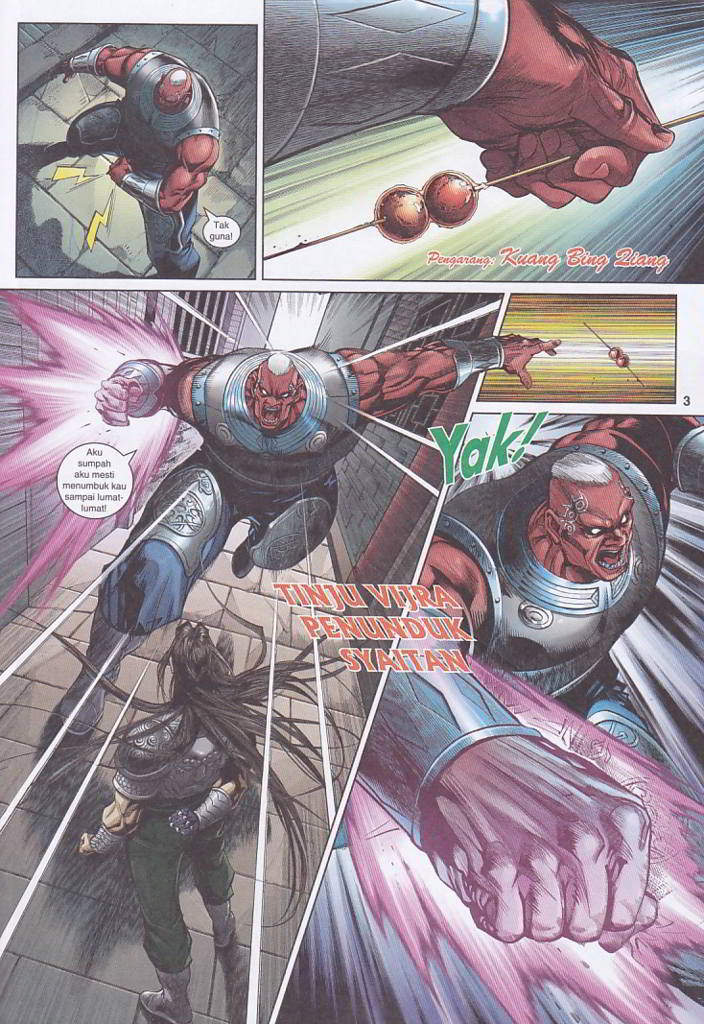 Tak
guna!
Pengarang: Kuang Bing Qiang
3
Aku
sumpah
aku mesti
menumbuk kau
sampai lumat-
lumat!
Yak!
TINJU VIJRA
PENUNDUK
SYAITAN